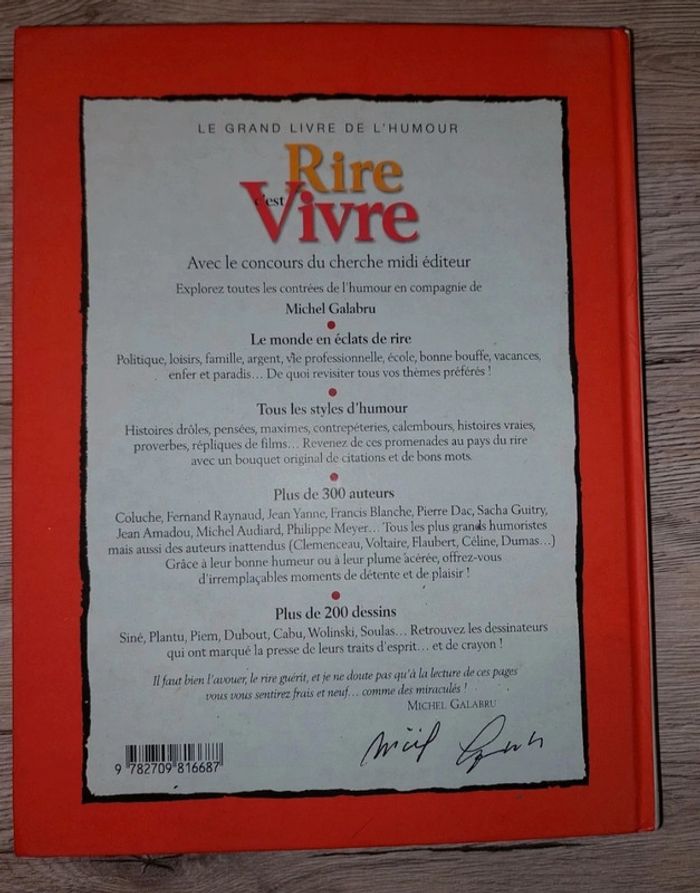 LE GRAND LIVRE DE L'HUMOUR
Rire
c'est
Vivre
Avec le concours du cherche midi éditeur
Explorez toutes les contrées de l'humour en compagnie de
Michel Galabru
Le monde en éclats de rire
Politique, loisirs, famille, argent, vie professionnelle, école, bonne bouffe, vacances,
enfer et paradis... De quoi revisiter tous vos thèmes préférés !
Tous les styles d'humour
Histoires drôles, pensées, maximes, contrepéteries, calembours, histoires vraies,
proverbes, répliques de films... Revenez de ces promenades au pays du rire
avec un bouquet original de citations et de bons mots.
Plus de 300 auteurs
Coluche, Fernand Raynaud, Jean Yanne, Francis Blanche, Pierre Dac, Sacha Guitry,
Jean Amadou, Michel Audiard, Philippe Meyer... Tous les plus grands humoristes
mais aussi des auteurs inattendus (Clemenceau, Voltaire, Flaubert, Céline, Dumas...)
Grâce à leur bonne humeur ou à leur plume acérée, offrez-vous
d'irremplaçables moments de détente et de plaisir !
Plus de 200 dessins
Siné, Plantu, Piem, Dubout, Cabu, Wolinski, Soulas... Retrouvez les dessinateurs
qui ont marqué la presse de leurs traits d'esprit... et de crayon !
Il faut bien l'avouer, le rire guérit, et je ne doute pas qu'à la lecture de ces pages
vous vous sentirez frais et neuf... comme des miraculés !
MICHEL GALABRU
9 782709 816687